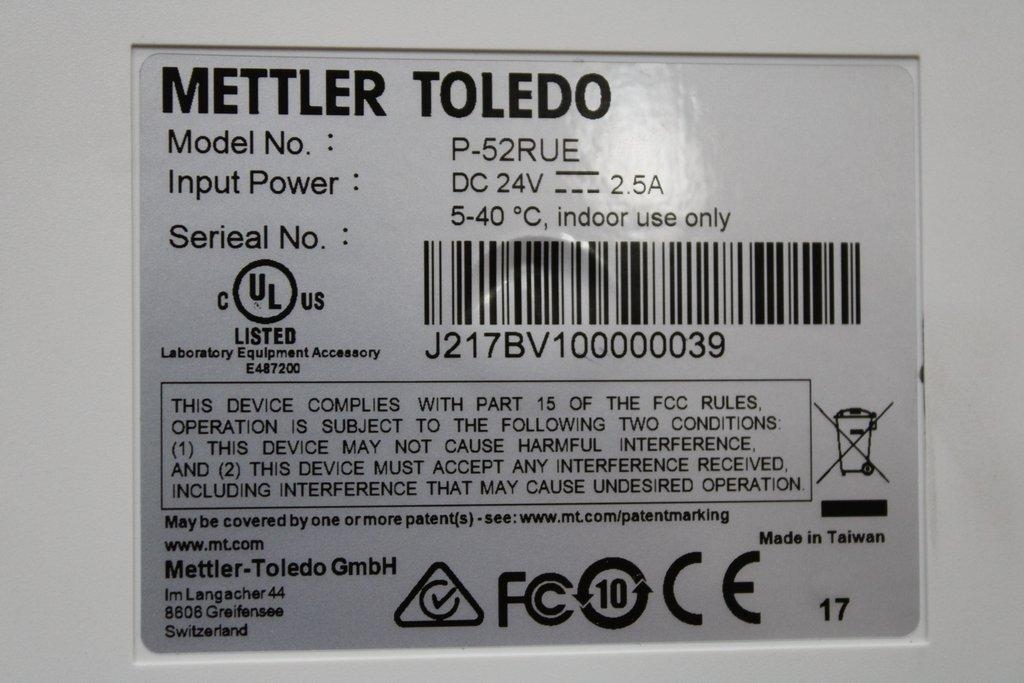 METTLER TOLEDO
Model No. : P-52RUE
Input Power : DC 24V 2.5A
5-40 °C, indoor use only
Serieal No. :
J217BV100000039
C UL US
LISTED
Laboratory Equipment Accessory
E487200
THIS DEVICE COMPLIES WITH PART 15 OF THE FCC RULES,
OPERATION IS SUBJECT TO THE FOLLOWING TWO CONDITIONS:
(1) THIS DEVICE MAY NOT CAUSE HARMFUL INTERFERENCE,
AND (2) THIS DEVICE MUST ACCEPT ANY INTERFERENCE RECEIVED,
INCLUDING INTERFERENCE THAT MAY CAUSE UNDESIRED OPERATION.
May be covered by one or more patent(s) - see: www.mt.com/patentmarking
www.mt.com
Made in Taiwan
Mettler-Toledo GmbH
Im Langacher 44
8606 Greifensee
Switzerland
FC 10 CE
17